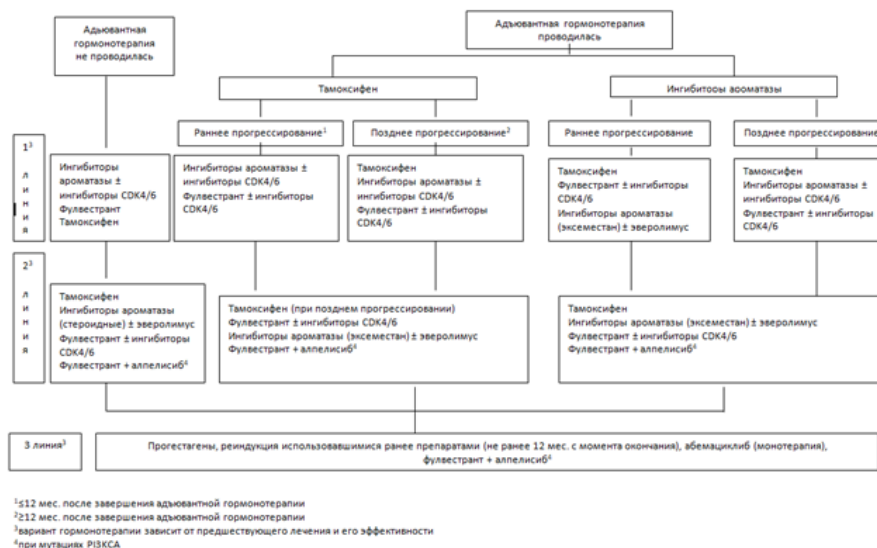 Адъювантная
гормонотерапия
не проводилась
Адъювантная гормонотерапия
проводилась
Тамоксифен
Ингибиторы ароматазы
Раннее прогрессирование¹
Позднее прогрессирование²
Раннее прогрессирование
Позднее прогрессирование
1³
л
и
н
и
я
Ингибиторы
ароматазы ±
ингибиторы CDK4/6
Фулвестрант
Тамоксифен
Ингибиторы ароматазы ±
ингибиторы CDK4/6
Фулвестрант ± ингибиторы
CDK4/6
Тамоксифен
Ингибиторы ароматазы ±
ингибиторы CDK4/6
Фулвестрант ± ингибиторы
CDK4/6
Тамоксифен
Фулвестрант ± ингибиторы
CDK4/6
Ингибиторы ароматазы
(эксеместан) ± эверолимус
Тамоксифен
Ингибиторы ароматазы ±
ингибиторы CDK4/6
Фулвестрант ± ингибиторы
CDK4/6
2³
л
и
н
и
я
Тамоксифен
Ингибиторы ароматазы
(стероидные) ± эверолимус
Фулвестрант ± ингибиторы
CDK4/6
Фулвестрант + алпелисиб⁴
Тамоксифен (при позднем прогрессировании)
Фулвестрант ± ингибиторы CDK4/6
Ингибиторы ароматазы (эксеместан) ± эверолимус
Фулвестрант + алпелисиб⁴
Тамоксифен
Ингибиторы ароматазы (эксеместан) ± эверолимус
Фулвестрант ± ингибиторы CDK4/6
Фулвестрант + алпелисиб⁴
3 линия³
Прогестагены, реиндукция использовавшимися ранее препаратами (не ранее 12 мес. с момента окончания), абемациклиб (монотерапия),
фулвестрант + алпелисиб⁴
¹≤12 мес. после завершения адъювантной гормонотерапии
²≥12 мес. после завершения адъювантной гормонотерапии
³вариант гормонотерапии зависит от предшествующего лечения и его эффективности
⁴при мутациях PI3KCA